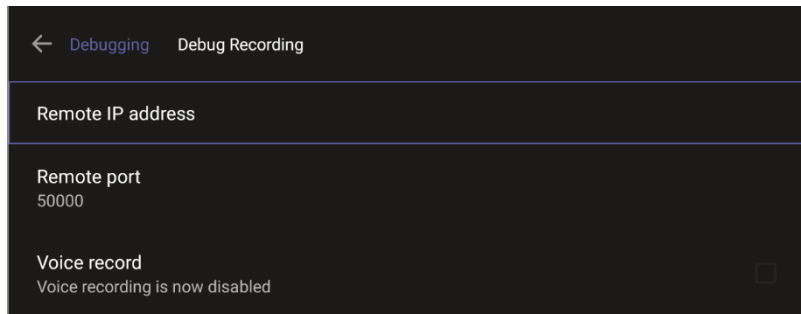 Debugging Debug Recording
Remote IP address
Remote port
50000
Voice record
Voice recording is now disabled